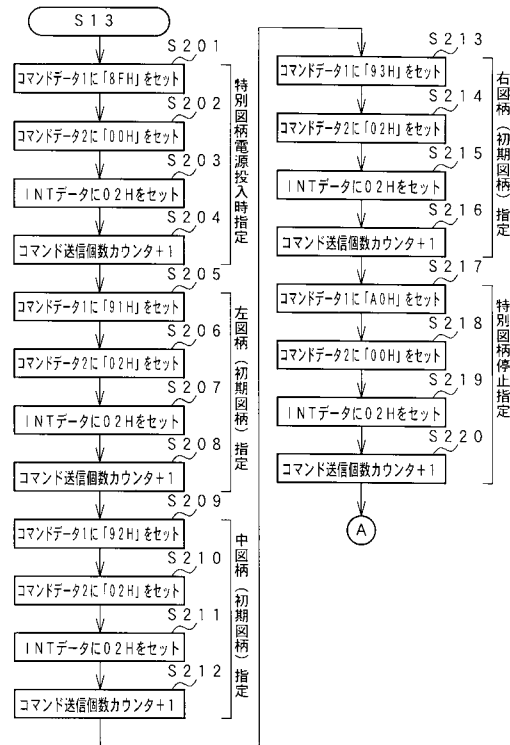 S13
S201
コマンドデータ1に「8FH」をセット
S202
コマンドデータ2に「00H」をセット
S203
INTデータに02Hをセット
S204
コマンド送信個数カウンタ+1
特別図柄電源投入時指定
S205
コマンドデータ1に「91H」をセット
S206
コマンドデータ2に「02H」をセット
S207
INTデータに02Hをセット
S208
コマンド送信個数カウンタ+1
左図柄(初期図柄)指定
S209
コマンドデータ1に「92H」をセット
S210
コマンドデータ2に「02H」をセット
S211
INTデータに02Hをセット
S212
コマンド送信個数カウンタ+1
中図柄(初期図柄)指定
S213
コマンドデータ1に「93H」をセット
S214
コマンドデータ2に「02H」をセット
S215
INTデータに02Hをセット
S216
コマンド送信個数カウンタ+1
右図柄(初期図柄)指定
S217
コマンドデータ1に「A0H」をセット
S218
コマンドデータ2に「00H」をセット
S219
INTデータに02Hをセット
S220
コマンド送信個数カウンタ+1
特別図柄停止指定
A